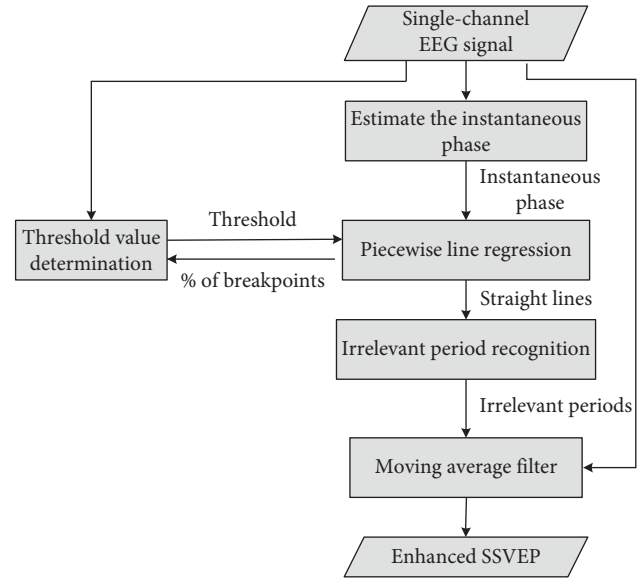 Single-channel
EEG signal
Estimate the instantaneous
phase
Instantaneous
phase
Threshold
Threshold value
determination
Piecewise line regression
% of breakpoints
Straight lines
Irrelevant period recognition
Irrelevant periods
Moving average filter
Enhanced SSVEP